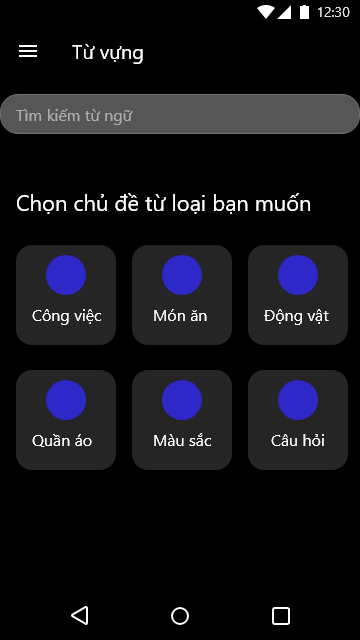 12:30
Từ vựng
Tìm kiếm từ ngữ
Chọn chủ đề từ loại bạn muốn
Công việc
Món ăn
Động vật
Quần áo
Màu sắc
Câu hỏi